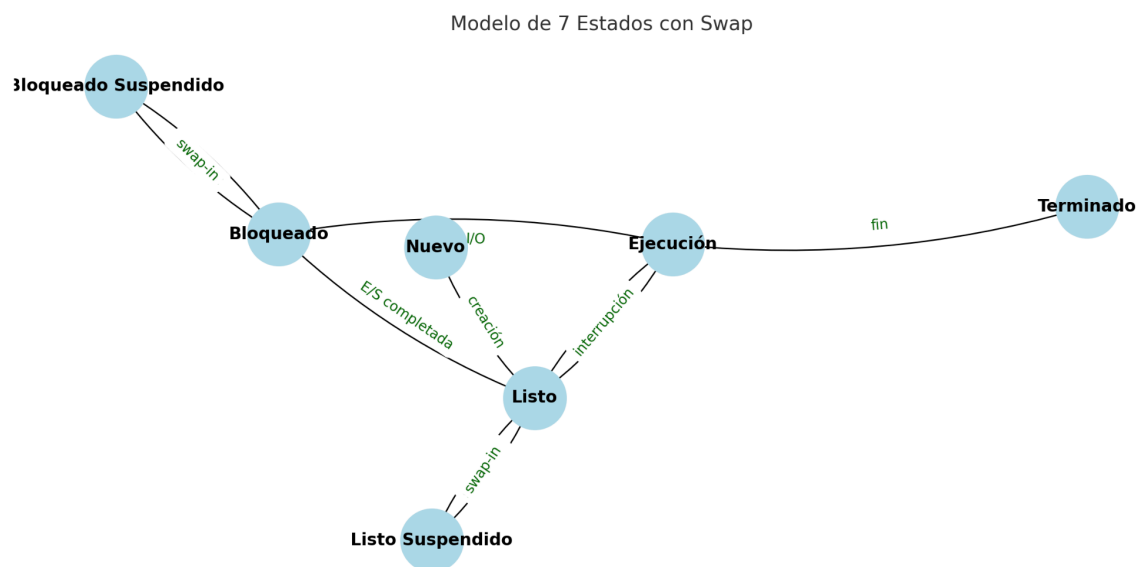 Modelo de 7 Estados con Swap
Bloqueado Suspendido
swap-in
Terminado
fin
Bloqueado
Nuevo
I/O
Ejecución
E/S completada
creación
interrupción
Listo
swap-in
Listo Suspendido